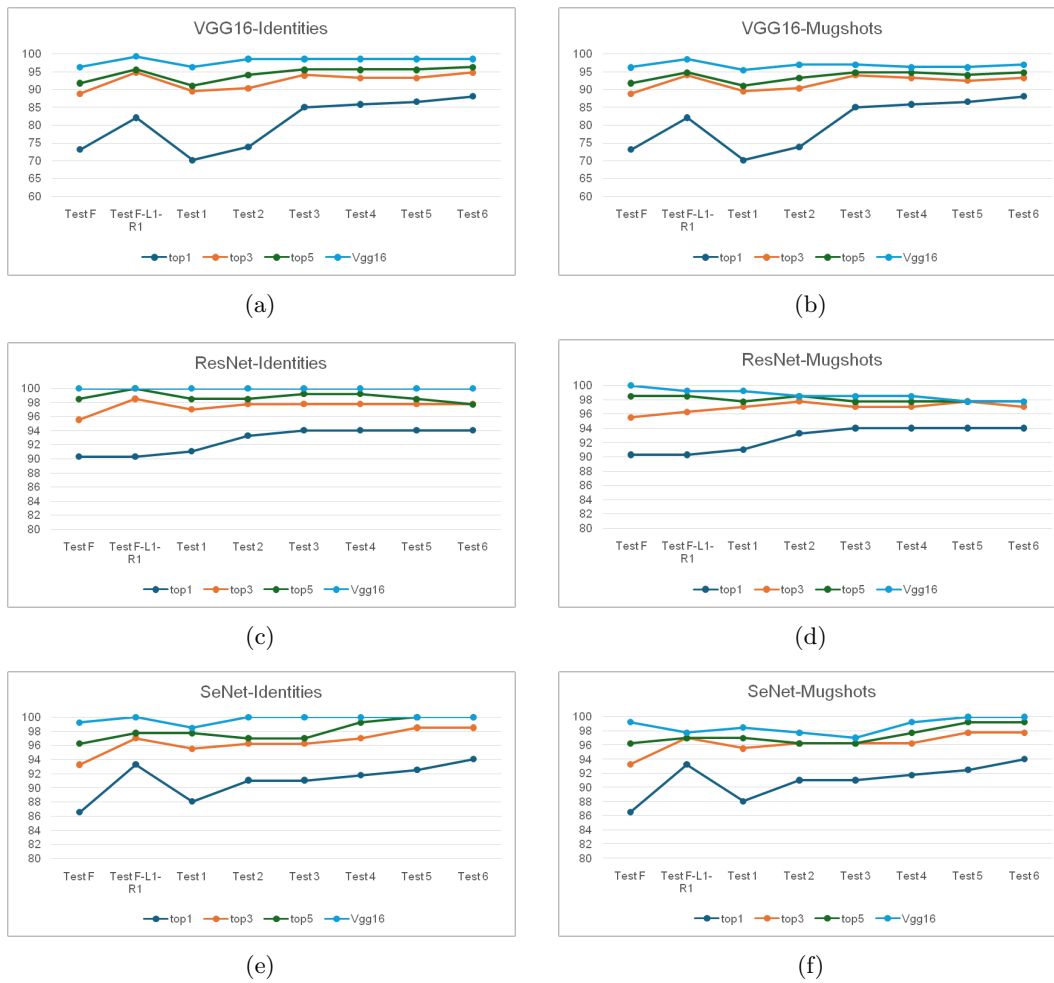 VGG16-Identities
100
95
90
85
80
75
70
65
60
Test F Test F-L1- Test 1 Test 2 Test 3 Test 4 Test 5 Test 6
R1
top1 top3 top5 Vgg16
(a)
VGG16-Mugshots
100
95
90
85
80
75
70
65
60
Test F Test F-L1- Test 1 Test 2 Test 3 Test 4 Test 5 Test 6
R1
top1 top3 top5 Vgg16
(b)
ResNet-Identities
100
98
96
94
92
90
88
86
84
82
80
Test F Test F-L1- Test 1 Test 2 Test 3 Test 4 Test 5 Test 6
R1
top1 top3 top5 Vgg16
(c)
ResNet-Mugshots
100
98
96
94
92
90
88
86
84
82
80
Test F Test F-L1- Test 1 Test 2 Test 3 Test 4 Test 5 Test 6
R1
top1 top3 top5 Vgg16
(d)
SeNet-Identities
100
98
96
94
92
90
88
86
84
82
80
Test F Test F-L1- Test 1 Test 2 Test 3 Test 4 Test 5 Test 6
R1
top1 top3 top5 Vgg16
(e)
SeNet-Mugshots
100
98
96
94
92
90
88
86
84
82
80
Test F Test F-L1- Test 1 Test 2 Test 3 Test 4 Test 5 Test 6
R1
top1 top3 top5 Vgg16
(f)